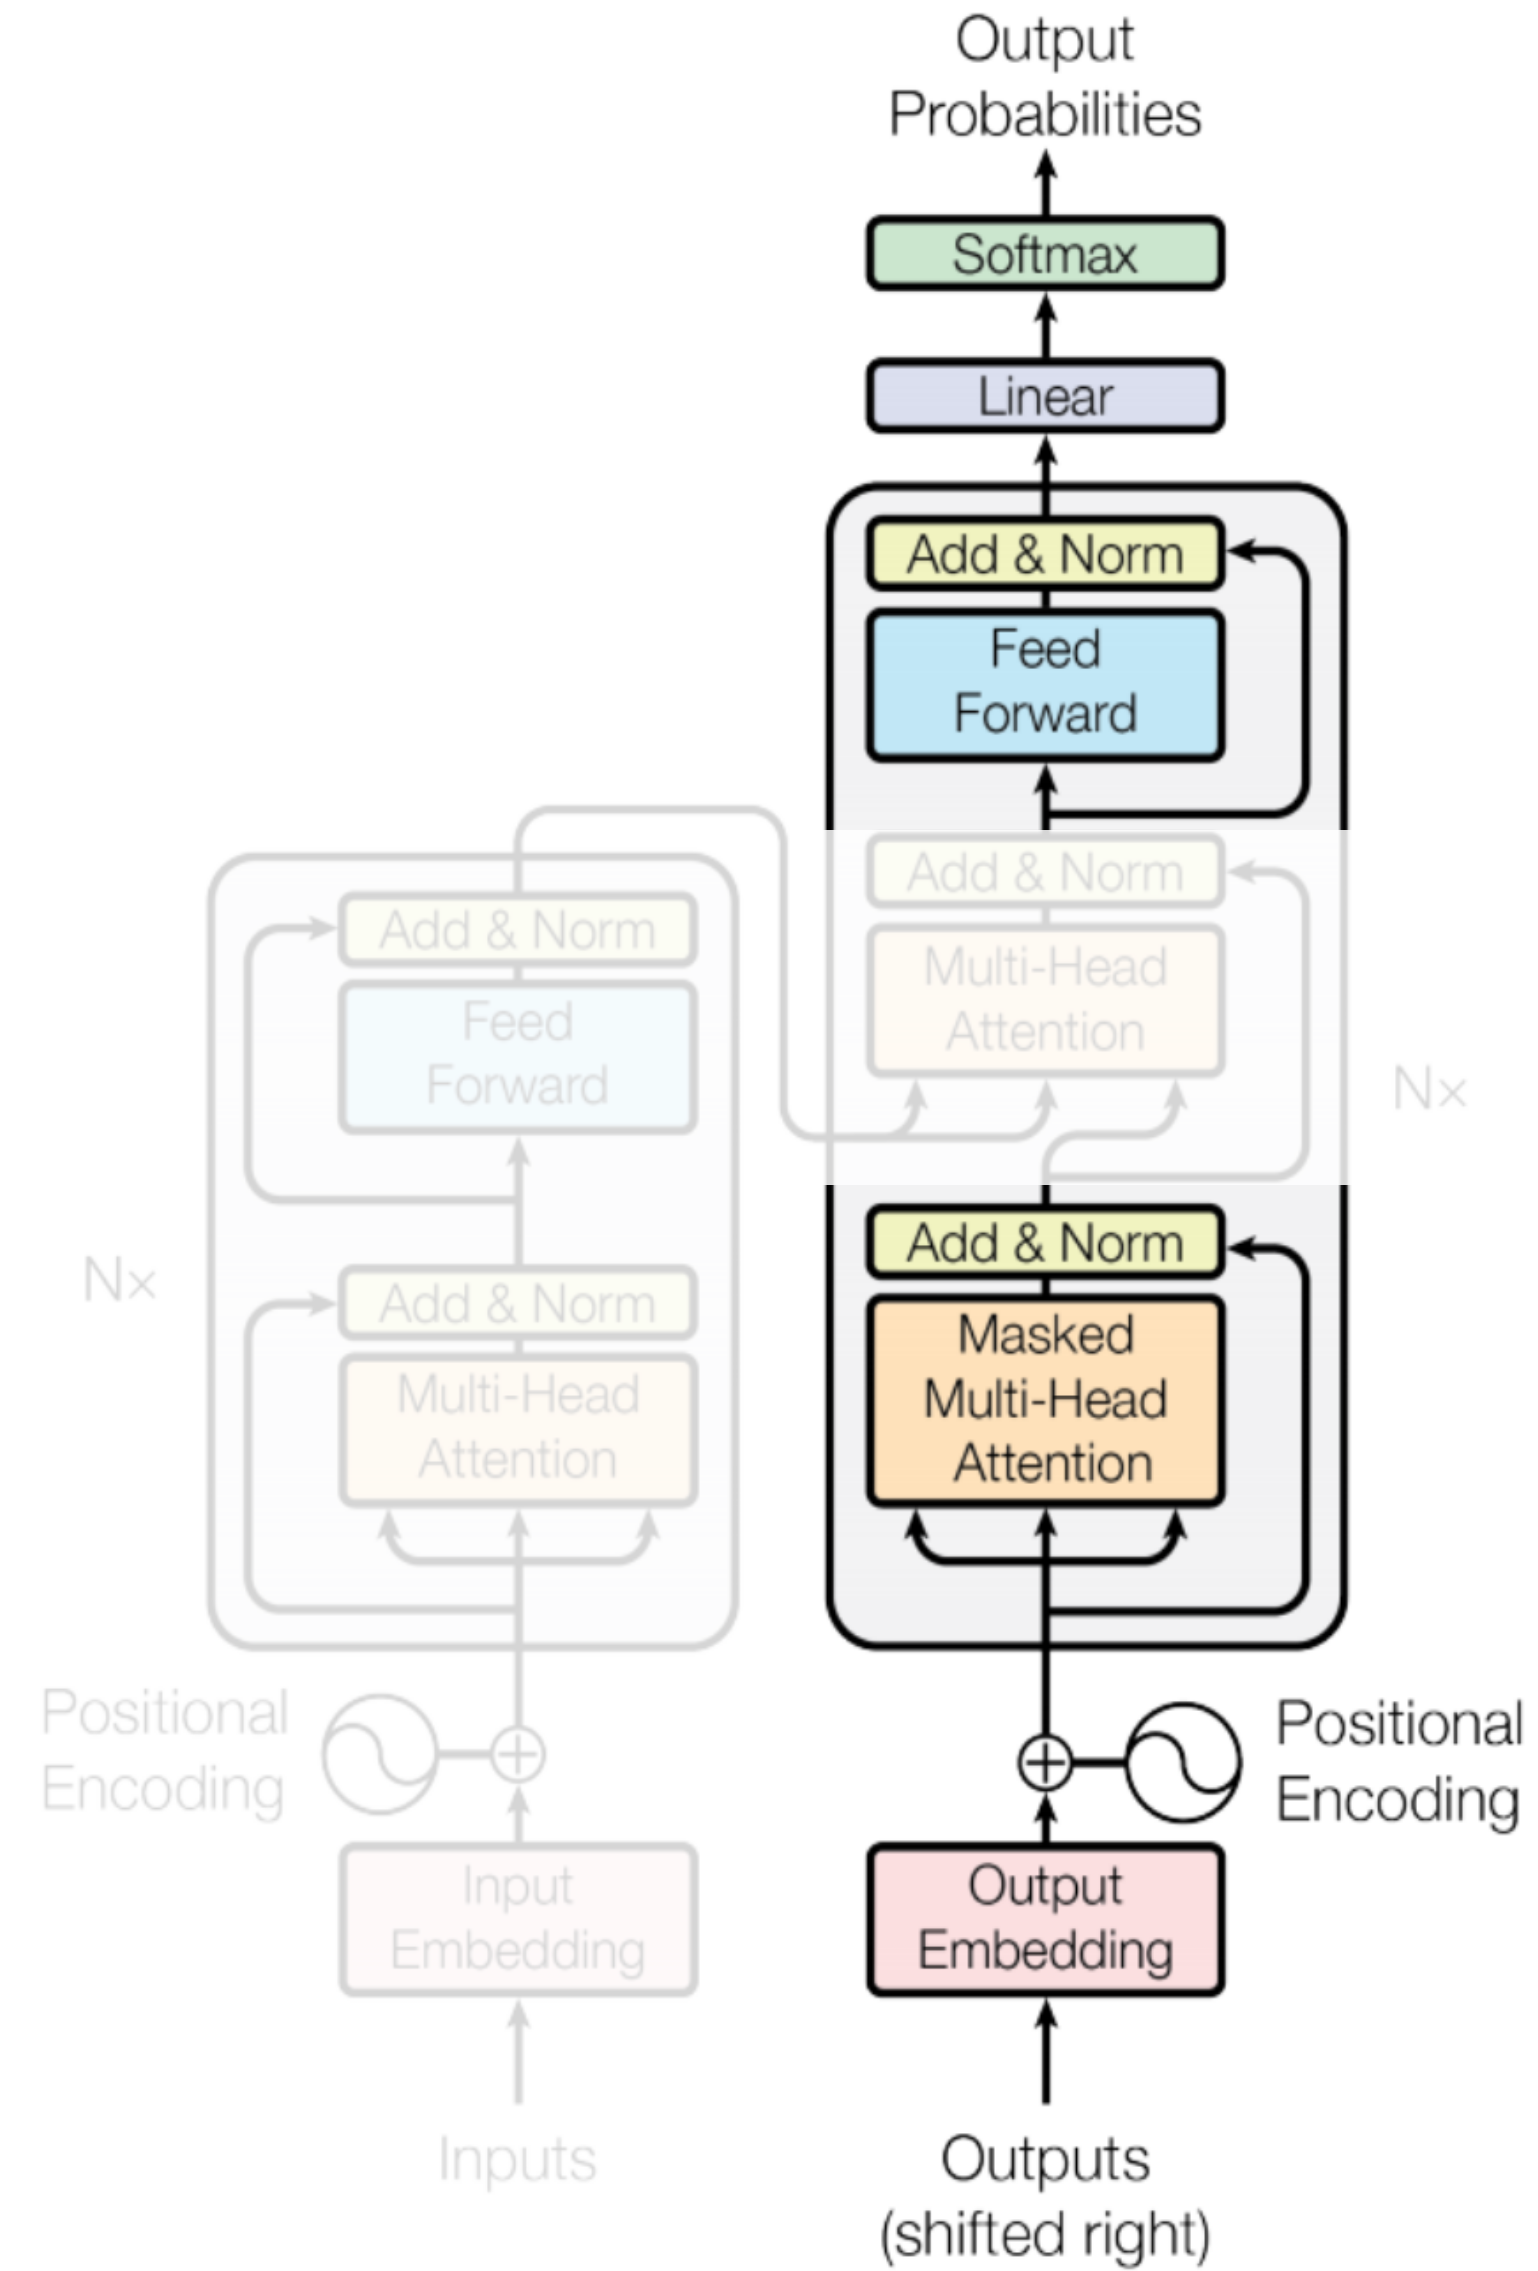 Output
Probabilities
Softmax
Linear
Add & Norm
Feed
Forward
Add & Norm
Multi-Head
Attention
Nx
Add & Norm
Masked
Multi-Head
Attention
Positional
Encoding
Output
Embedding
Outputs
(shifted right)
Add & Norm
Feed
Forward
Nx
Add & Norm
Multi-Head
Attention
Positional
Encoding
Input
Embedding
Inputs